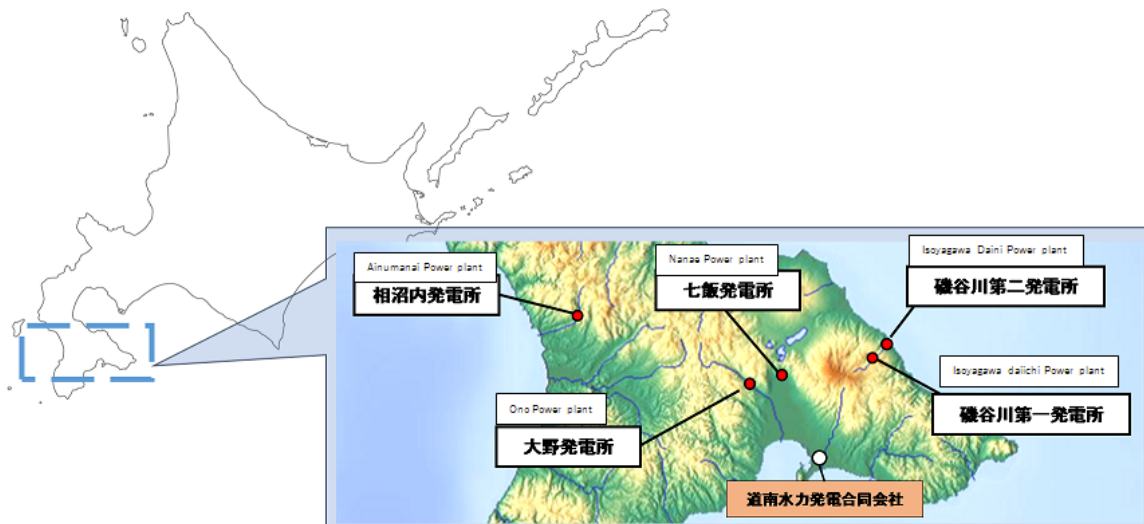 Ainumanai Power plant
相沼内発電所
Nanae Power plant
七飯発電所
Isoyagawa Daini Power plant
磯谷川第二発電所
Isoyagawa daiichi Power plant
磯谷川第一発電所
Ono Power plant
大野発電所
道南水力発電合同会社